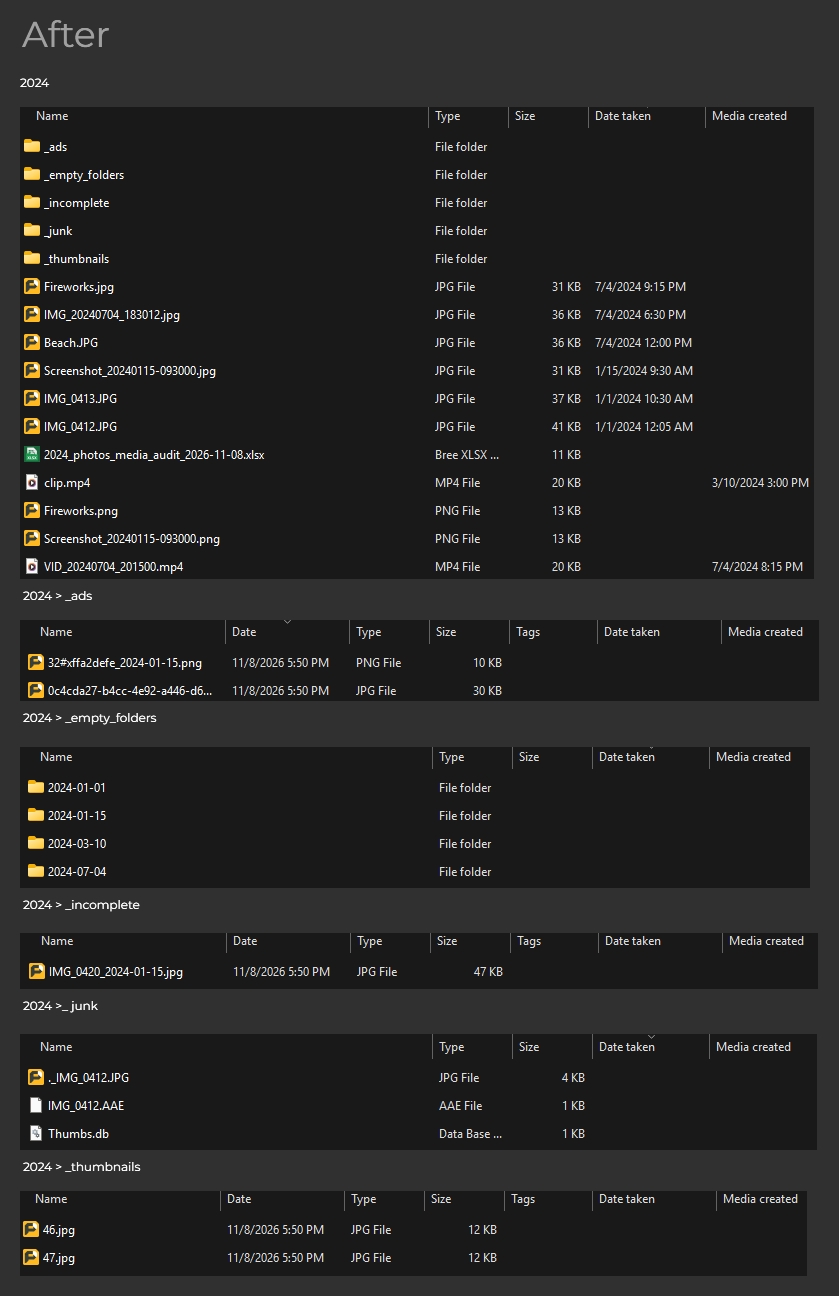 After
2024
Name Type Size Date taken Media created
_ads File folder
_empty_folders File folder
_incomplete File folder
_junk File folder
_thumbnails File folder
Fireworks.jpg JPG File 31 KB 7/4/2024 9:15 PM
IMG_20240704_183012.jpg JPG File 36 KB 7/4/2024 6:30 PM
Beach.JPG JPG File 36 KB 7/4/2024 12:00 PM
Screenshot_20240115-093000.jpg JPG File 31 KB 1/15/2024 9:30 AM
IMG_0413.JPG JPG File 37 KB 1/1/2024 10:30 AM
IMG_0412.JPG JPG File 41 KB 1/1/2024 12:05 AM
2024_photos_media_audit_2026-11-08.xlsx Bree XLSX ... 11 KB
clip.mp4 MP4 File 20 KB 3/10/2024 3:00 PM
Fireworks.png PNG File 13 KB
Screenshot_20240115-093000.png PNG File 13 KB
VID_20240704_201500.mp4 MP4 File 20 KB 7/4/2024 8:15 PM
2024 > _ads
Name Date Type Size Tags Date taken Media created
32#xffa2defe_2024-01-15.png 11/8/2026 5:50 PM PNG File 10 KB
0c4cda27-b4cc-4e92-a446-d6... 11/8/2026 5:50 PM JPG File 30 KB
2024 > _empty_folders
Name Type Size Date taken Media created
2024-01-01 File folder
2024-01-15 File folder
2024-03-10 File folder
2024-07-04 File folder
2024 > _incomplete
Name Date Type Size Tags Date taken Media created
IMG_0420_2024-01-15.jpg 11/8/2026 5:50 PM JPG File 47 KB
2024 >_ junk
Name Type Size Date taken Media created
._IMG_0412.JPG JPG File 4 KB
IMG_0412.AAE AAE File 1 KB
Thumbs.db Data Base ... 1 KB
2024 > _thumbnails
Name Date Type Size Tags Date taken Media created
46.jpg 11/8/2026 5:50 PM JPG File 12 KB
47.jpg 11/8/2026 5:50 PM JPG File 12 KB